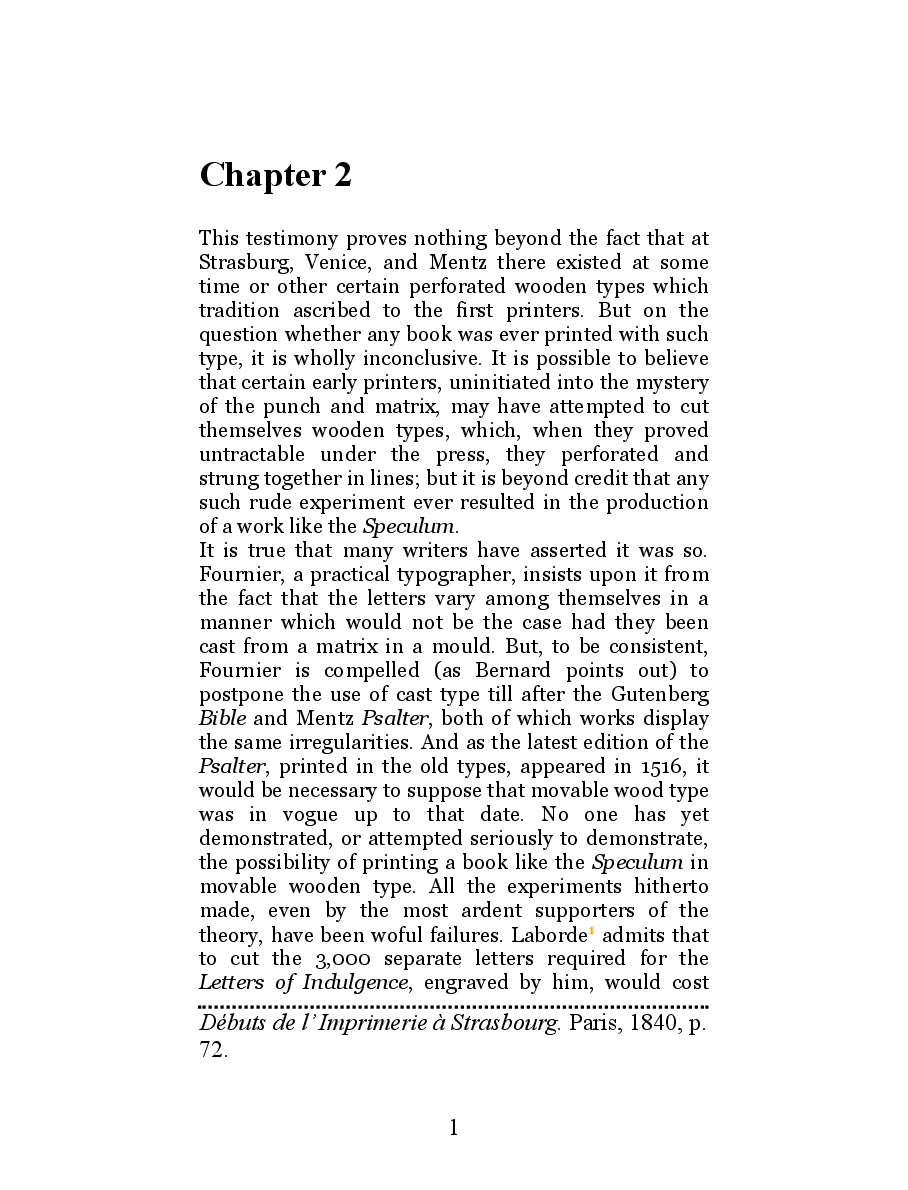 Chapter 2
This testimony proves nothing beyond the fact that at
Strasburg, Venice, and Mentz there existed at some
time or other certain perforated wooden types which
tradition ascribed to the first printers. But on the
question whether any book was ever printed with such
type, it is wholly inconclusive. It is possible to believe
that certain early printers, uninitiated into the mystery
of the punch and matrix, may have attempted to cut
themselves wooden types, which, when they proved
untractable under the press, they perforated and
strung together in lines; but it is beyond credit that any
such rude experiment ever resulted in the production
of a work like the Speculum.
It is true that many writers have asserted it was so.
Fournier, a practical typographer, insists upon it from
the fact that the letters vary among themselves in a
manner which would not be the case had they been
cast from a matrix in a mould. But, to be consistent,
Fournier is compelled (as Bernard points out) to
postpone the use of cast type till after the Gutenberg
Bible and Mentz Psalter, both of which works display
the same irregularities. And as the latest edition of the
Psalter, printed in the old types, appeared in 1516, it
would be necessary to suppose that movable wood type
was in vogue up to that date. No one has yet
demonstrated, or attempted seriously to demonstrate,
the possibility of printing a book like the Speculum in
movable wooden type. All the experiments hitherto
made, even by the most ardent supporters of the
theory, have been woful failures. Laborde1 admits that
to cut the 3,000 separate letters required for the
Letters of Indulgence, engraved by him, would cost
Débuts de l’Imprimerie à Strasbourg. Paris, 1840, p.
72.
1